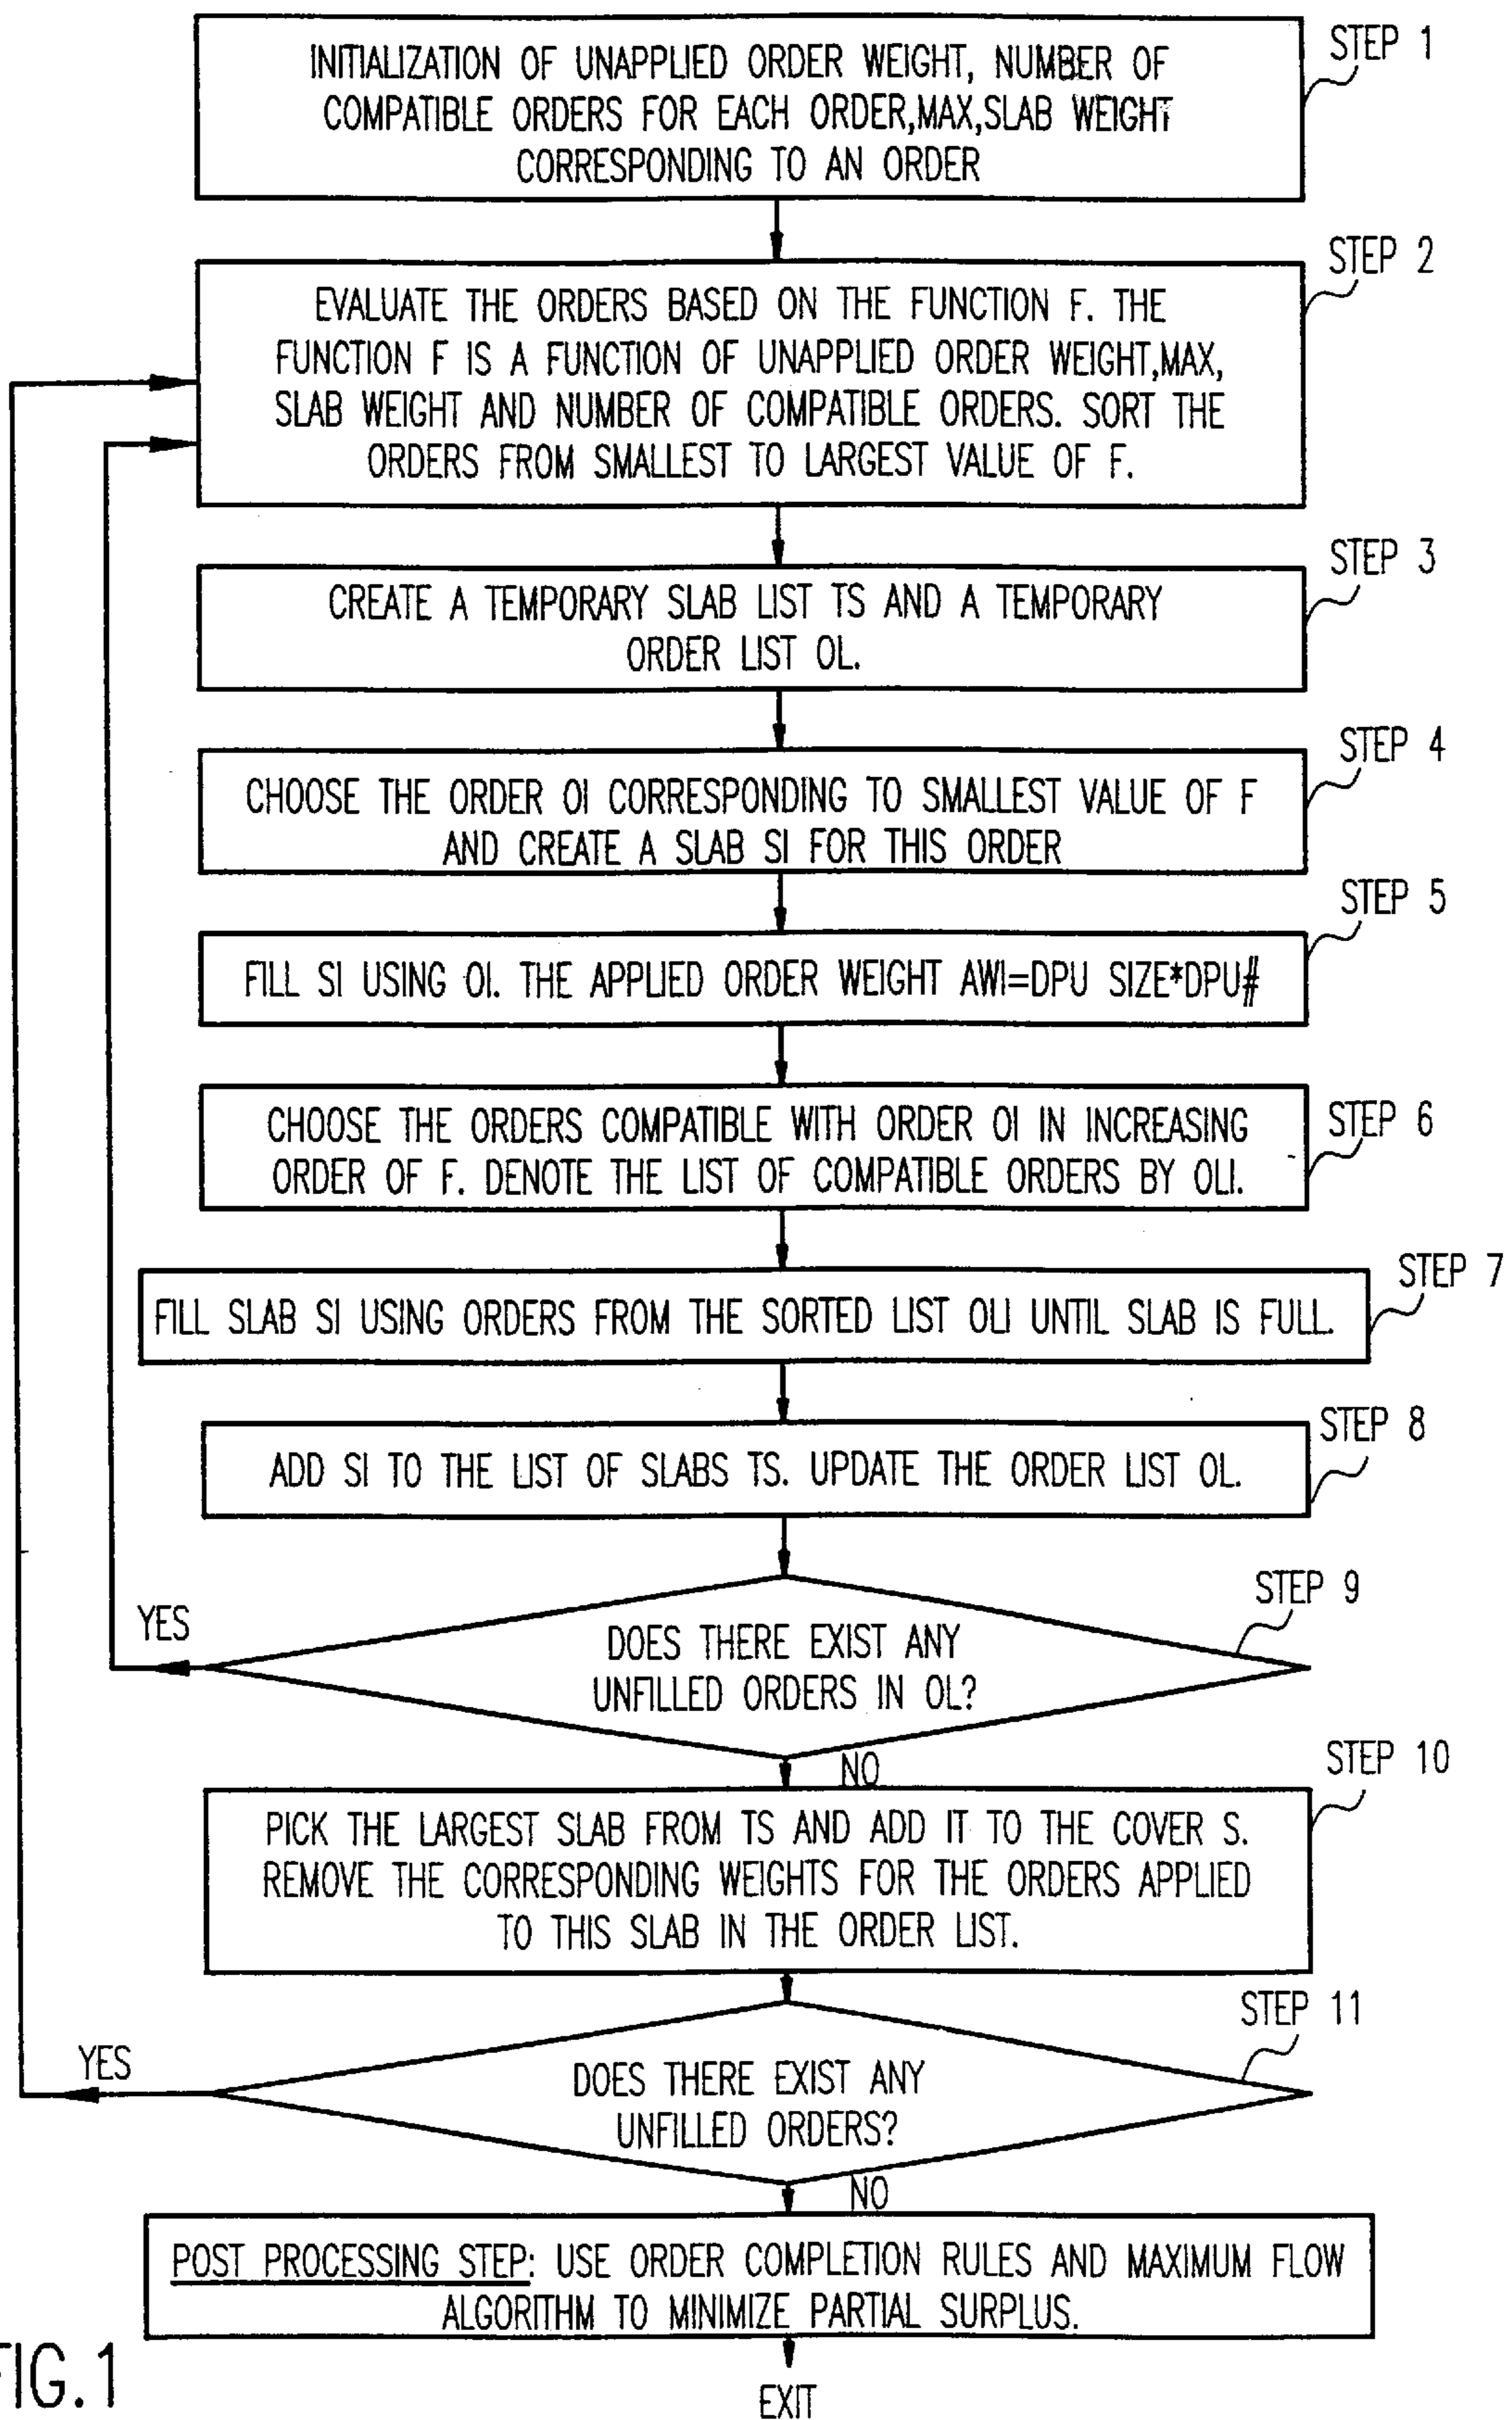 STEP 1
INITIALIZATION OF UNAPPLIED ORDER WEIGHT, NUMBER OF
COMPATIBLE ORDERS FOR EACH ORDER,MAX,SLAB WEIGHT
CORRESPONDING TO AN ORDER
STEP 2
EVALUATE THE ORDERS BASED ON THE FUNCTION F. THE
FUNCTION F IS A FUNCTION OF UNAPPLIED ORDER WEIGHT,MAX,
SLAB WEIGHT AND NUMBER OF COMPATIBLE ORDERS. SORT THE
ORDERS FROM SMALLEST TO LARGEST VALUE OF F.
STEP 3
CREATE A TEMPORARY SLAB LIST TS AND A TEMPORARY
ORDER LIST OL.
STEP 4
CHOOSE THE ORDER OI CORRESPONDING TO SMALLEST VALUE OF F
AND CREATE A SLAB SI FOR THIS ORDER
STEP 5
FILL SI USING OI. THE APPLIED ORDER WEIGHT AWI=DPU SIZE*DPU#
STEP 6
CHOOSE THE ORDERS COMPATIBLE WITH ORDER OI IN INCREASING
ORDER OF F. DENOTE THE LIST OF COMPATIBLE ORDERS BY OLI.
STEP 7
FILL SLAB SI USING ORDERS FROM THE SORTED LIST OLI UNTIL SLAB IS FULL.
STEP 8
ADD SI TO THE LIST OF SLABS TS. UPDATE THE ORDER LIST OL.
STEP 9
YES
DOES THERE EXIST ANY
UNFILLED ORDERS IN OL?
NO
STEP 10
PICK THE LARGEST SLAB FROM TS AND ADD IT TO THE COVER S.
REMOVE THE CORRESPONDING WEIGHTS FOR THE ORDERS APPLIED
TO THIS SLAB IN THE ORDER LIST.
STEP 11
YES
DOES THERE EXIST ANY
UNFILLED ORDERS?
NO
POST PROCESSING STEP: USE ORDER COMPLETION RULES AND MAXIMUM FLOW
ALGORITHM TO MINIMIZE PARTIAL SURPLUS.
EXIT
FIG.1